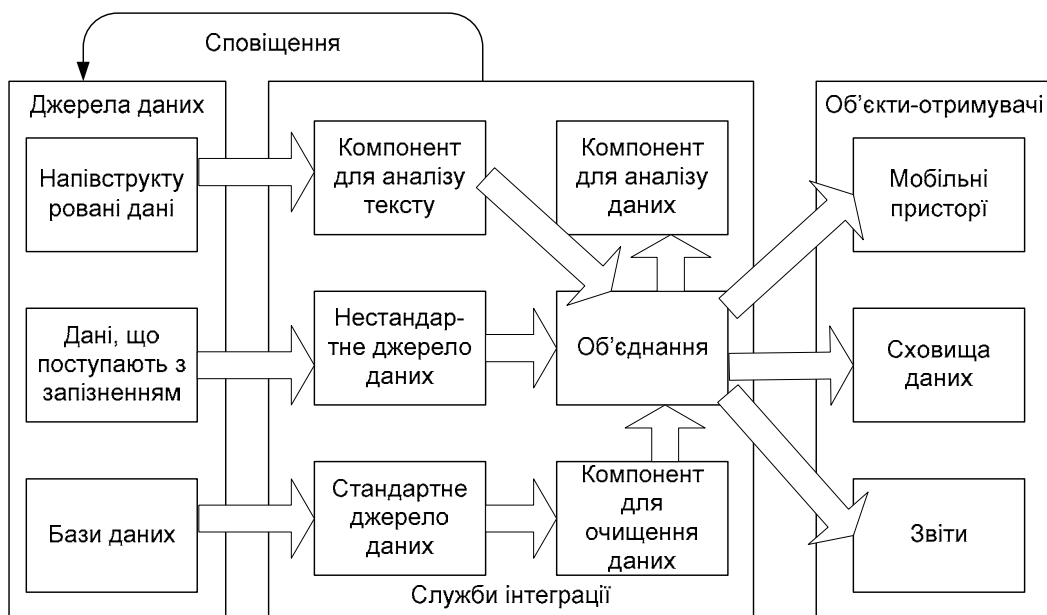 Сповіщення
Джерела даних
Напівструкту
ровані дані
Дані, що
поступають з
запізненням
Бази даних
Компонент
для аналізу
тексту
Компонент
для аналізу
даних
Нестандар-
тне джерело
даних
Об’єднання
Стандартне
джерело
даних
Компонент
для
очищення
даних
Служби інтеграції
Об’єкти-отримувачі
Мобільні
присторї
Сховища
даних
Звіти